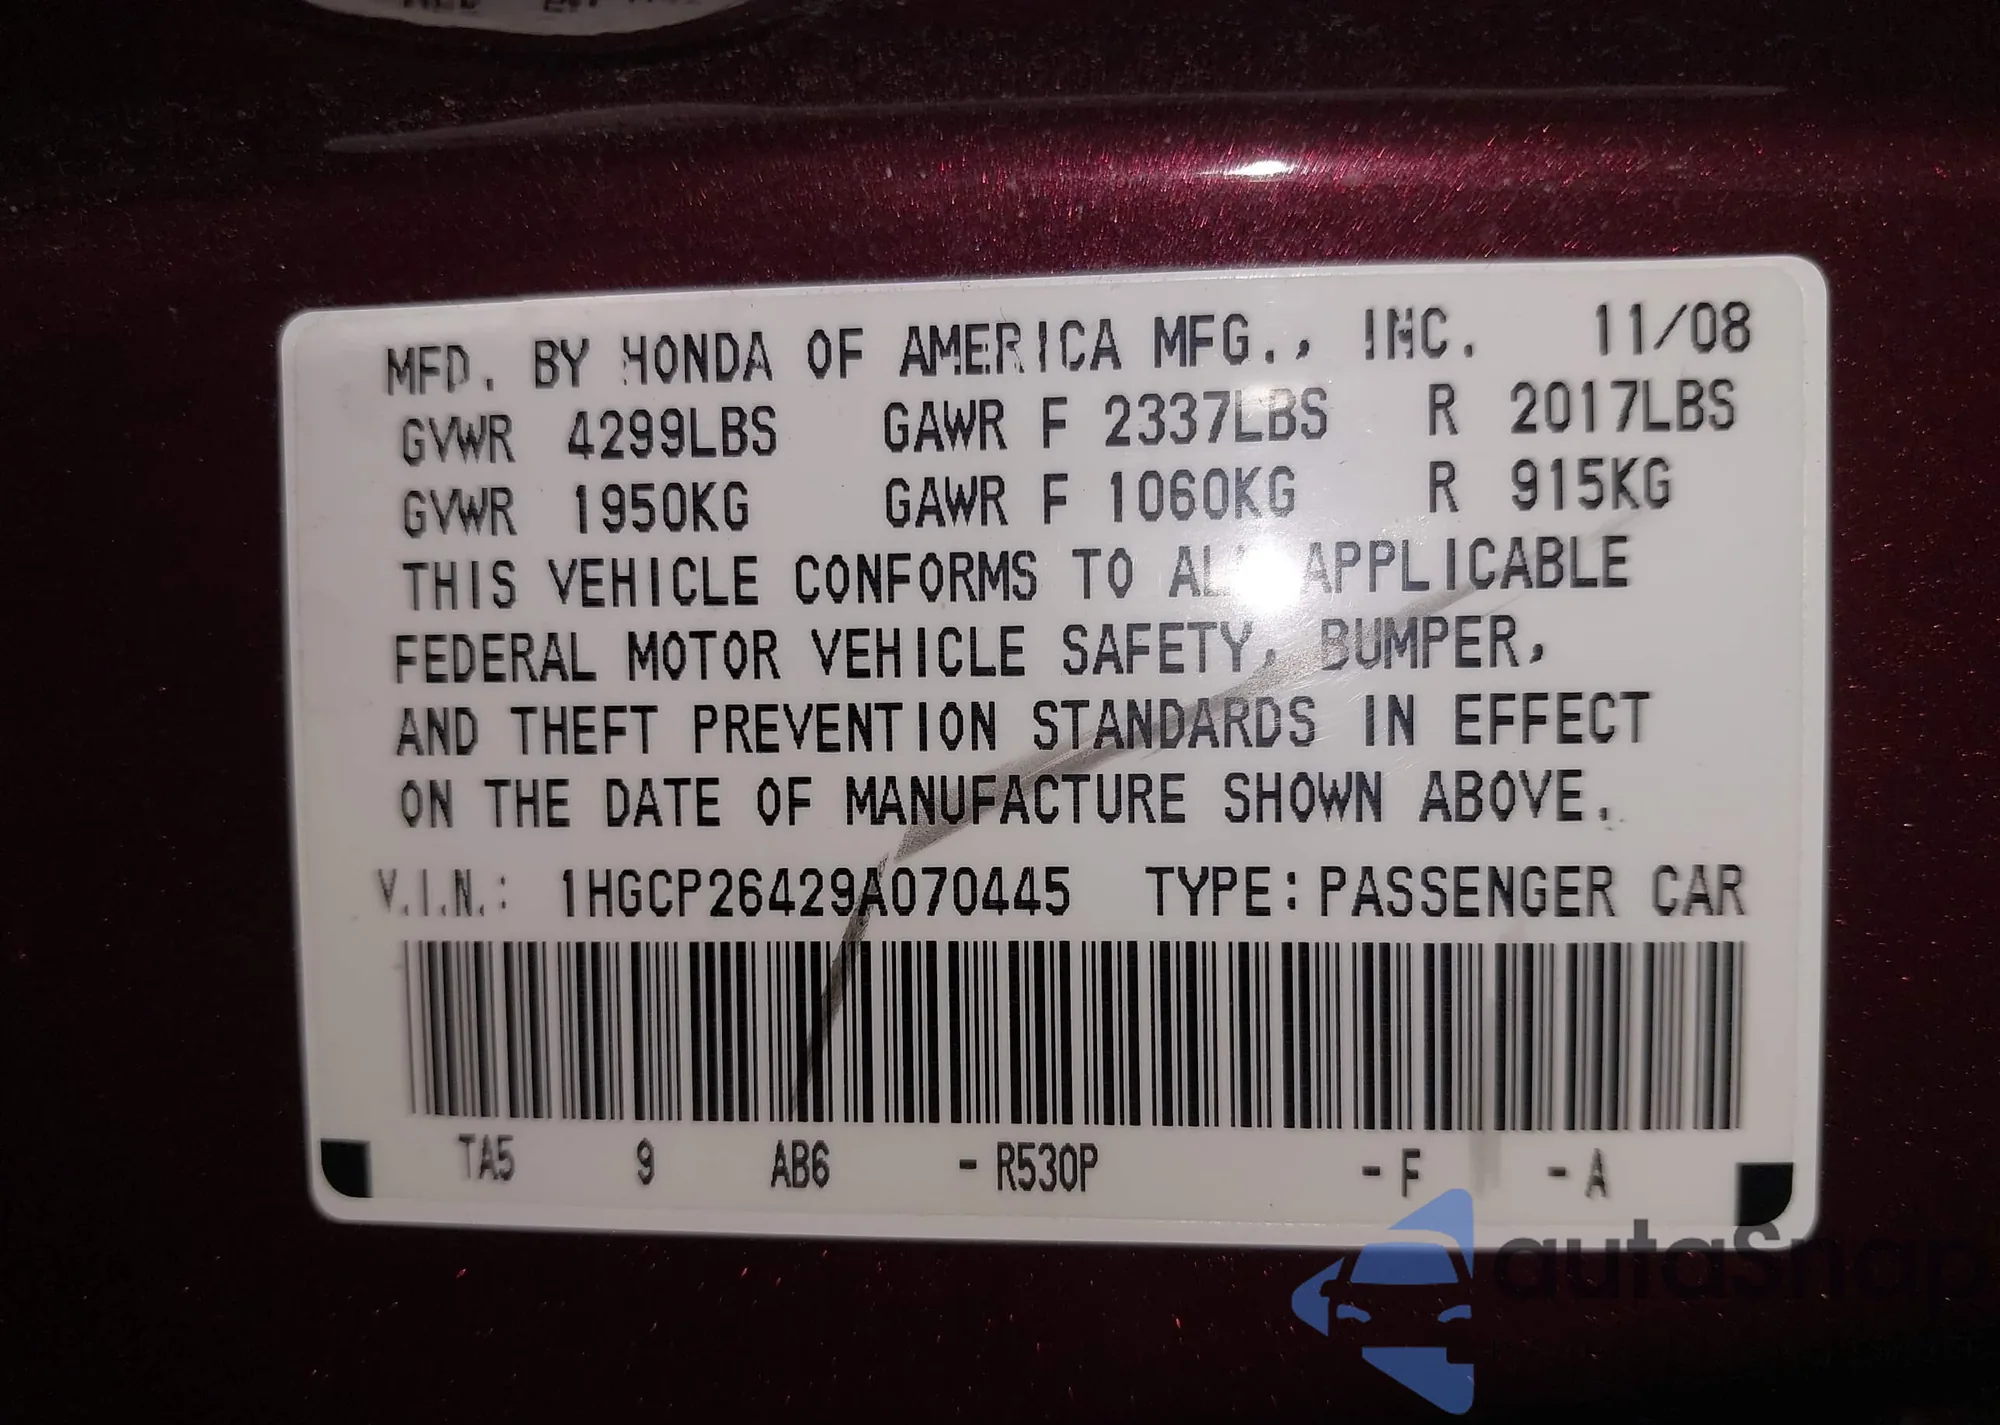 MFD. BY HONDA OF AMERICA MFG., INC. 11/08
GVWR 4299LBS GAWR F 2337LBS R 2017LBS
GVWR 1950KG GAWR F 1060KG R 915KG
THIS VEHICLE CONFORMS TO ALL APPLICABLE
FEDERAL MOTOR VEHICLE SAFETY, BUMPER,
AND THEFT PREVENTION STANDARDS IN EFFECT
ON THE DATE OF MANUFACTURE SHOWN ABOVE.
V.I.N.: 1HGCP26429A070445 TYPE: PASSENGER CAR
TA5 9 AB6 - R530P - F - A
autasnap